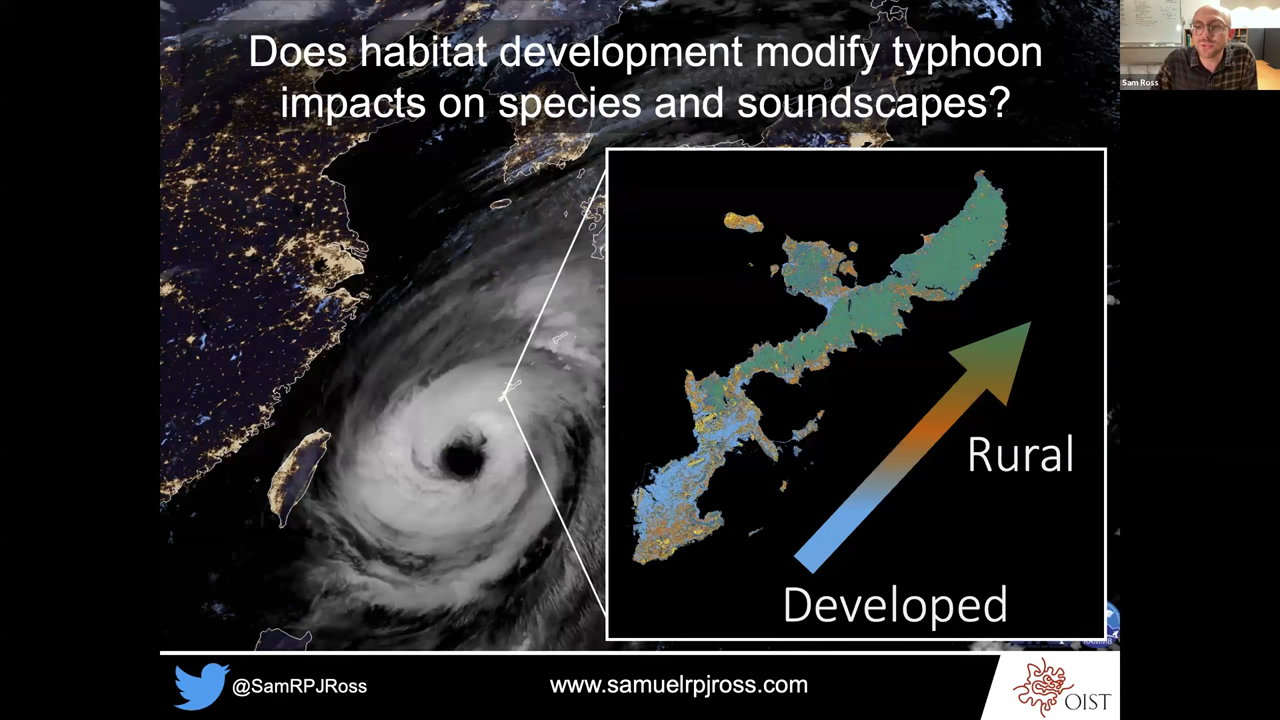 Does habitat development modify typhoon
impacts on species and soundscapes?
Sam Ross
Rural
Developed
@SamRPJRoss
www.samuelrpjross.com
OIST